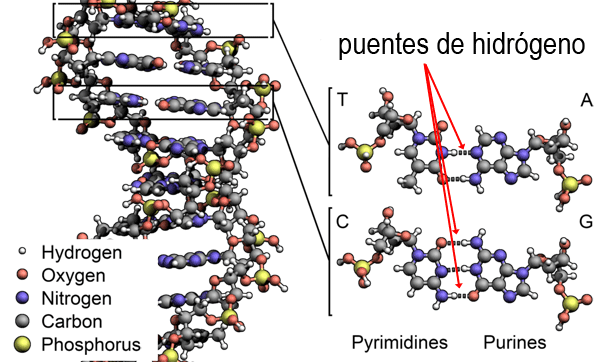 puentes de hidrógeno
T
A
C
G
Hydrogen
Oxygen
Nitrogen
Carbon
Phosphorus
Pyrimidines
Purines